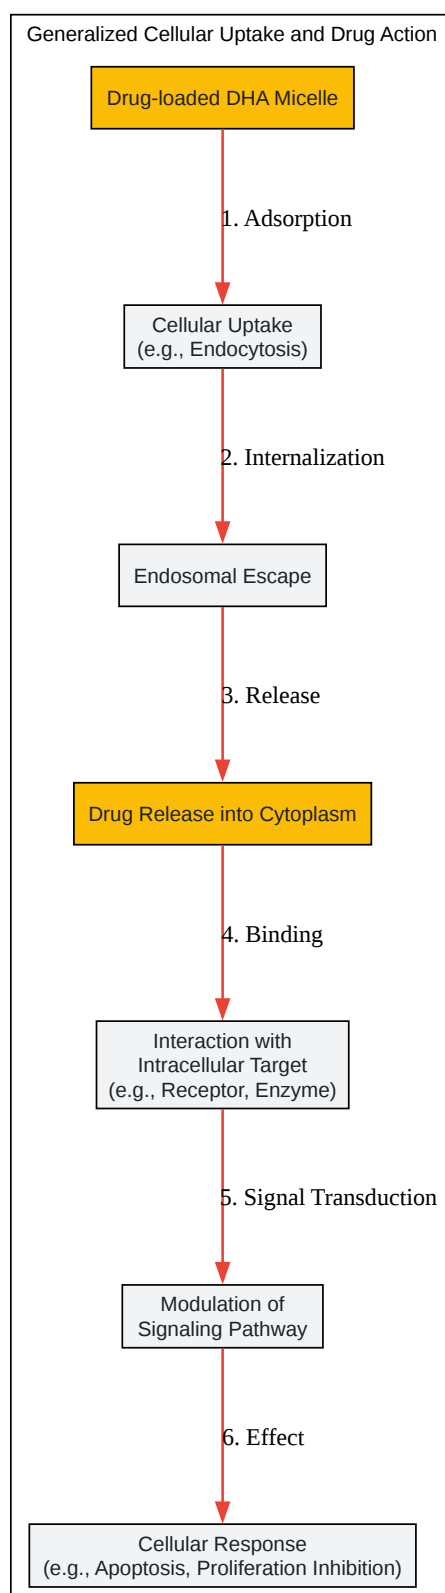 Generalized Cellular Uptake and Drug Action
Drug-loaded DHA Micelle
1. Adsorption
Cellular Uptake
(e.g., Endocytosis)
2. Internalization
Endosomal Escape
3. Release
Drug Release into Cytoplasm
4. Binding
Interaction with
Intracellular Target
(e.g., Receptor, Enzyme)
5. Signal Transduction
Modulation of
Signaling Pathway
6. Effect
Cellular Response
(e.g., Apoptosis, Proliferation Inhibition)